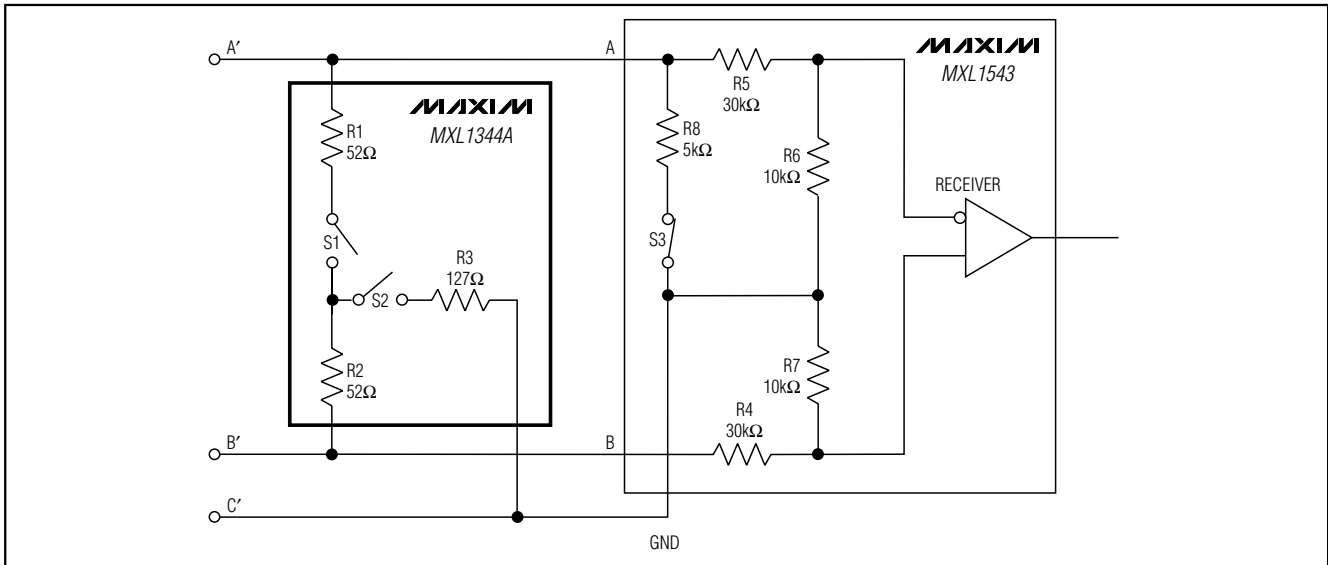 A′
A
MAXIM
MXL1543
R5
30kΩ
MAXIM
MXL1344A
R1
52Ω
R8
5kΩ
R6
10kΩ
RECEIVER
S1
S3
R3
127Ω
S2
R2
52Ω
R7
10kΩ
R4
30kΩ
B′
B
C′
GND